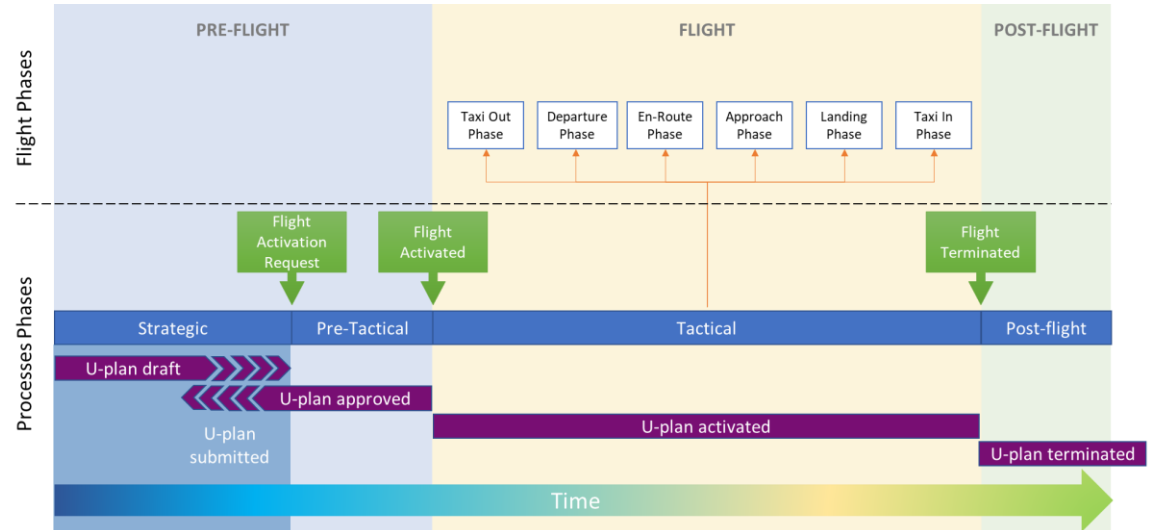 PRE-FLIGHT
FLIGHT
POST-FLIGHT
Flight Phases
Taxi Out
Phase
Departure
Phase
En-Route
Phase
Approach
Phase
Landing
Phase
Taxi In
Phase
Flight
Activation
Request
Flight
Activated
Flight
Terminated
Processes Phases
Strategic
Pre-Tactical
Tactical
Post-flight
U-plan draft
U-plan approved
U-plan activated
U-plan
submitted
U-plan terminated
Time